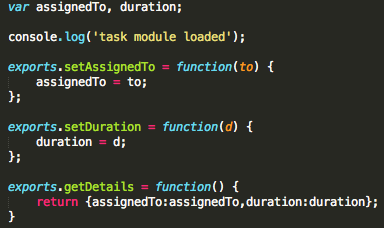 var assignedTo, duration;
console.log('task module loaded');
exports.setAssignedTo = function(to) {
assignedTo = to;
};
exports.setDuration = function(d) {
duration = d;
};
exports.getDetails = function() {
return {assignedTo:assignedTo,duration:duration};
}